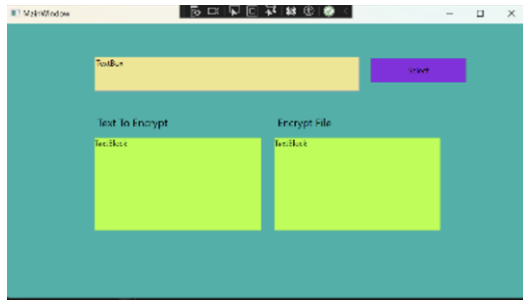 MainWindow
TextBox
Select
Text To Encrypt
Encrypt File
TextBlock
TextBlock